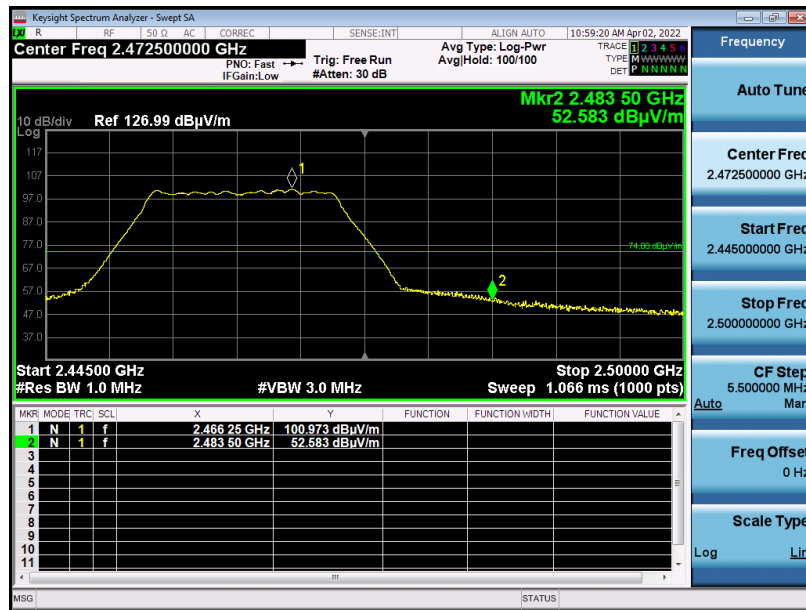 Keysight Spectrum Analyzer - Swept SA
LXI R RF 50 Ω AC CORREC SENSE:INT ALIGN AUTO 10:59:20 AM Apr 02, 2022
Center Freq 2.472500000 GHz
PNO: Fast
IFGain:Low
Trig: Free Run
#Atten: 30 dB
Avg Type: Log-Pwr
Avg|Hold: 100/100
TRACE 1 2 3 4 5 6
TYPE M W W W W W
DET P N N N N N
Mkr2 2.483 50 GHz
52.583 dBµV/m
10 dB/div Ref 126.99 dBµV/m
Log
117
107
97.0
87.0
77.0
67.0
57.0
47.0
37.0
1
74.00 dBµV/m
2
Start 2.44500 GHz Stop 2.50000 GHz
#Res BW 1.0 MHz #VBW 3.0 MHz Sweep 1.066 ms (1000 pts)
MKR MODE TRC SCL X Y FUNCTION FUNCTION WIDTH FUNCTION VALUE
1 N 1 f 2.466 25 GHz 100.973 dBµV/m
2 N 1 f 2.483 50 GHz 52.583 dBµV/m
3
4
5
6
7
8
9
10
11
MSG STATUS
Frequency
Auto Tune
Center Freq
2.472500000 GHz
Start Freq
2.445000000 GHz
Stop Freq
2.500000000 GHz
CF Step
5.500000 MHz
Auto Man
Freq Offset
0 Hz
Scale Type
Log Lin